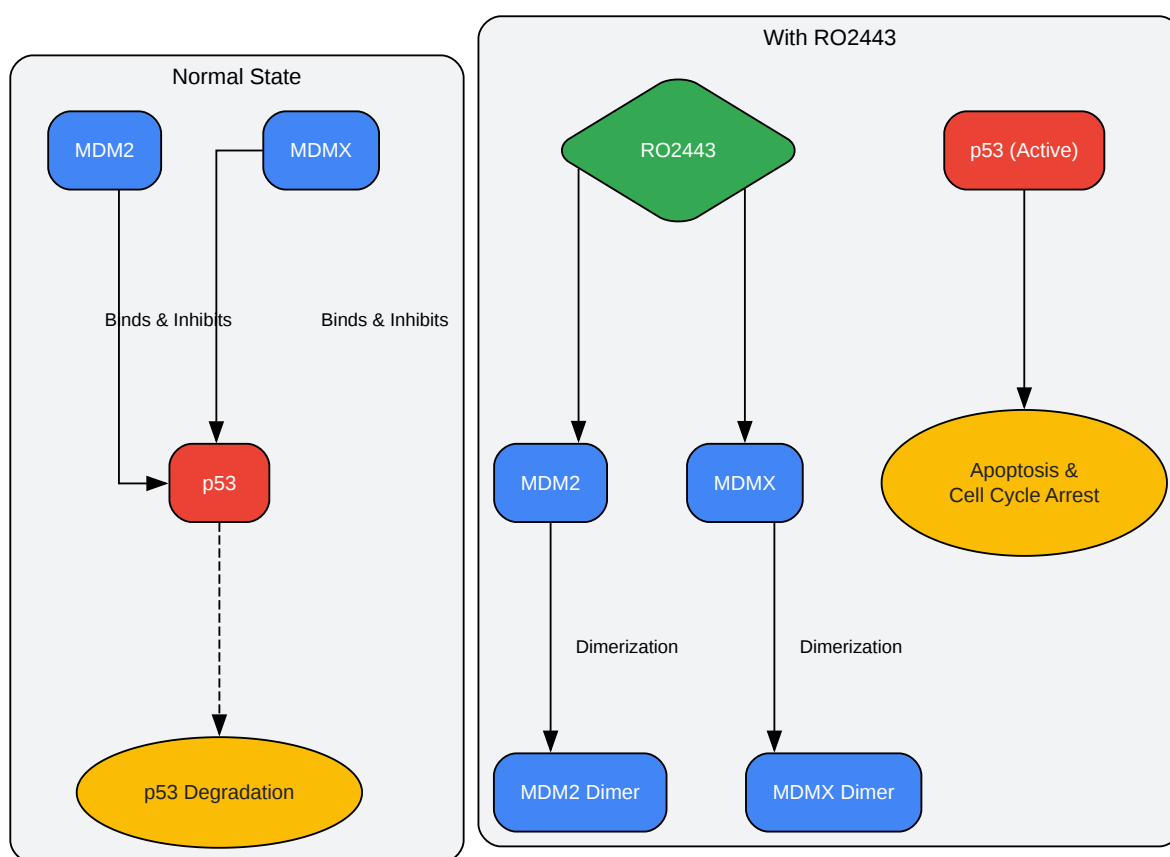 Normal State
MDM2
MDMX
Binds & Inhibits
Binds & Inhibits
p53
p53 Degradation
With RO2443
RO2443
p53 (Active)
MDM2
MDMX
Apoptosis &
Cell Cycle Arrest
Dimerization
Dimerization
MDM2 Dimer
MDMX Dimer